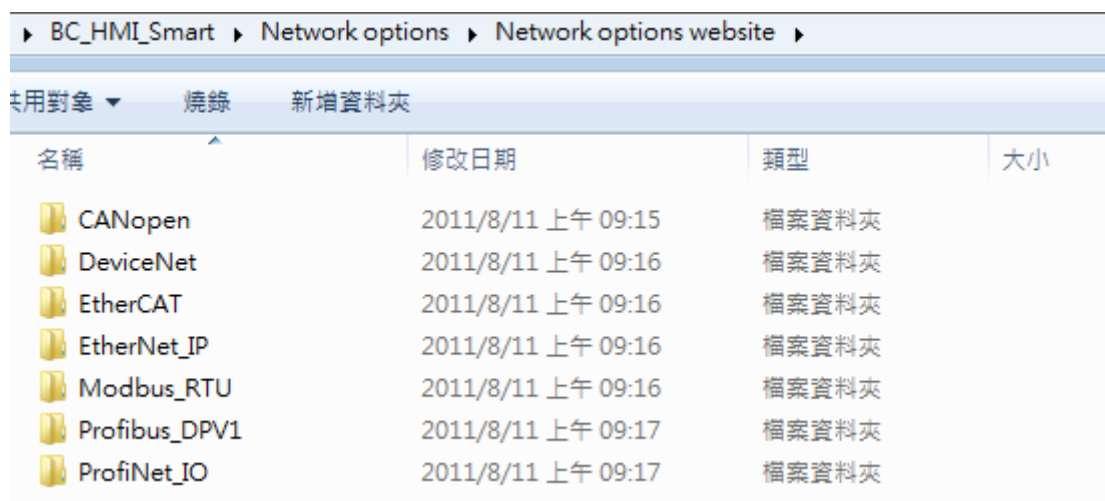 BC_HMI_Smart Network options Network options website
共用對象 燒錄 新增資料夾
名稱 修改日期 類型 大小
CANopen 2011/8/11 上午 09:15 檔案資料夾
DeviceNet 2011/8/11 上午 09:16 檔案資料夾
EtherCAT 2011/8/11 上午 09:16 檔案資料夾
EtherNet_IP 2011/8/11 上午 09:16 檔案資料夾
Modbus_RTU 2011/8/11 上午 09:16 檔案資料夾
Profibus_DPV1 2011/8/11 上午 09:17 檔案資料夾
ProfiNet_IO 2011/8/11 上午 09:17 檔案資料夾